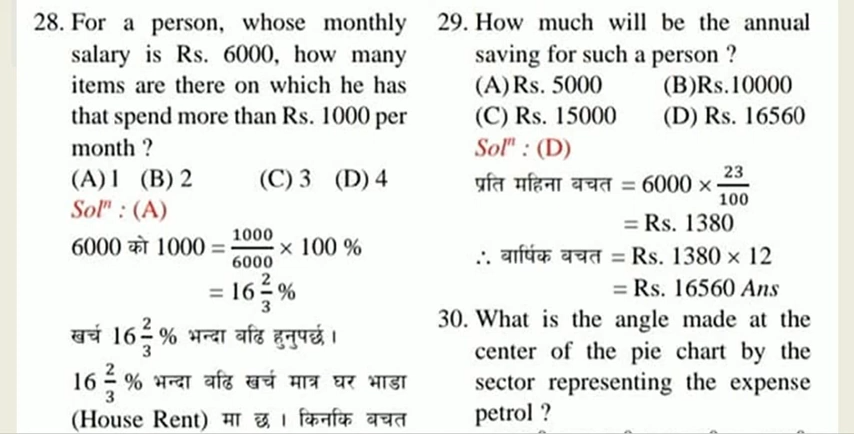 28. For a person, whose monthly
salary is Rs. 6000, how many
items are there on which he has
that spend more than Rs. 1000 per
month ?
(A) 1 (B) 2 (C) 3 (D) 4
Solⁿ : (A)
6000 को 1000 = 1000/6000 × 100 %
= 16 2/3 %
खर्च 16 2/3 % भन्दा बढि हुनुपर्छ ।
16 2/3 % भन्दा बढि खर्च मात्र घर भाडा
(House Rent) मा छ । किनकि बचत
29. How much will be the annual
saving for such a person ?
(A) Rs. 5000 (B)Rs.10000
(C) Rs. 15000 (D) Rs. 16560
Solⁿ : (D)
प्रति महिना बचत = 6000 × 23/100
= Rs. 1380
∴ बार्षिक बचत = Rs. 1380 × 12
= Rs. 16560 Ans
30. What is the angle made at the
center of the pie chart by the
sector representing the expense
petrol ?